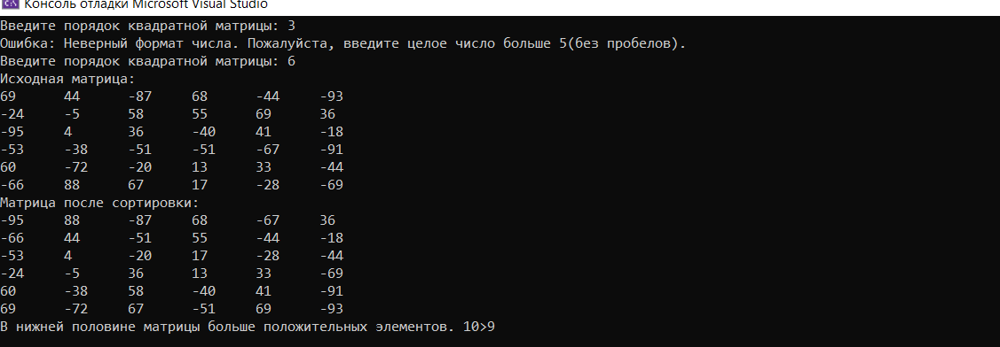 Консоль отладки Microsoft Visual Studio
Введите порядок квадратной матрицы: 3
Ошибка: Неверный формат числа. Пожалуйста, введите целое число больше 5(без пробелов).
Введите порядок квадратной матрицы: 6
Исходная матрица:
69 44 -87 68 -44 -93
-24 -5 58 55 69 36
-95 4 36 -40 41 -18
-53 -38 -51 -51 -67 -91
60 -72 -20 13 33 -44
-66 88 67 17 -28 -69
Матрица после сортировки:
-95 88 -87 68 -67 36
-66 44 -51 55 -44 -18
-53 4 -20 17 -28 -44
-24 -5 36 13 33 -69
60 -38 58 -40 41 -91
69 -72 67 -51 69 -93
В нижней половине матрицы больше положительных элементов. 10>9